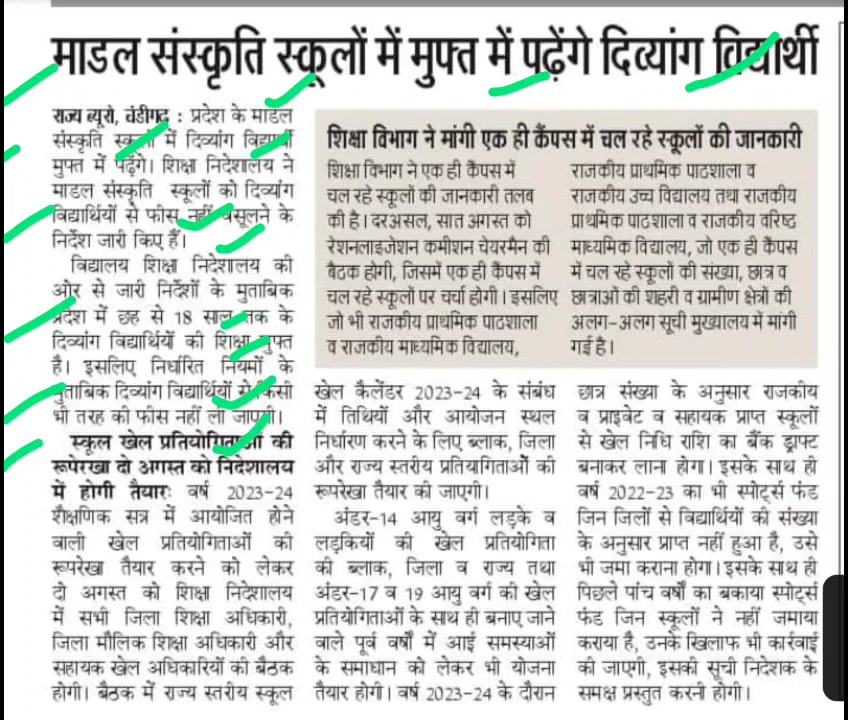 माडल संस्कृति स्कूलों में मुफ्त में पढ़ेंगे दिव्यांग विद्यार्थी
राज्य ब्यूरो, चंडीगढ़ : प्रदेश के माडल
संस्कृति स्कूलों में दिव्यांग विद्यार्थी
मुफ्त में पढ़ेंगे। शिक्षा निदेशालय ने
माडल संस्कृति स्कूलों को दिव्यांग
विद्यार्थियों से फीस नहीं वसूलने के
निर्देश जारी किए हैं।
विद्यालय शिक्षा निदेशालय की
ओर से जारी निर्देशों के मुताबिक
प्रदेश में छह से 18 साल तक के
दिव्यांग विद्यार्थियों की शिक्षा मुफ्त
है। इसलिए निर्धारित नियमों के
मुताबिक दिव्यांग विद्यार्थियों से किसी
भी तरह की फीस नहीं ली जाएगी।
स्कूल खेल प्रतियोगिताओं की
रूपरेखा दो अगस्त को निदेशालय
में होगी तैयारः वर्ष 2023-24
शैक्षणिक सत्र में आयोजित होने
वाली खेल प्रतियोगिताओं की
रूपरेखा तैयार करने को लेकर
दो अगस्त को शिक्षा निदेशालय
में सभी जिला शिक्षा अधिकारी,
जिला मौलिक शिक्षा अधिकारी और
सहायक खेल अधिकारियों की बैठक
होगी। बैठक में राज्य स्तरीय स्कूल
शिक्षा विभाग ने मांगी एक ही कैंपस में चल रहे स्कूलों की जानकारी
शिक्षा विभाग ने एक ही कैंपस में
चल रहे स्कूलों की जानकारी तलब
की है। दरअसल, सात अगस्त को
रेशनलाइजेशन कमीशन चेयरमैन की
बैठक होगी, जिसमें एक ही कैंपस में
चल रहे स्कूलों पर चर्चा होगी। इसलिए
जो भी राजकीय प्राथमिक पाठशाला
व राजकीय माध्यमिक विद्यालय,
राजकीय प्राथमिक पाठशाला व
राजकीय उच्च विद्यालय तथा राजकीय
प्राथमिक पाठशाला व राजकीय वरिष्ठ
माध्यमिक विद्यालय, जो एक ही कैंपस
में चल रहे स्कूलों की संख्या, छात्र व
छात्राओं की शहरी व ग्रामीण क्षेत्रों की
अलग-अलग सूची मुख्यालय में मांगी
गई है।
खेल कैलेंडर 2023-24 के संबंध
में तिथियों और आयोजन स्थल
निर्धारण करने के लिए ब्लाक, जिला
और राज्य स्तरीय प्रतियागिताओं की
रूपरेखा तैयार की जाएगी।
अंडर-14 आयु वर्ग लड़के व
लड़कियों की खेल प्रतियोगिता
की ब्लाक, जिला व राज्य तथा
अंडर-17 व 19 आयु वर्ग की खेल
प्रतियोगिताओं के साथ ही बनाए जाने
वाले पूर्व वर्षों में आई समस्याओं
के समाधान को लेकर भी योजना
तैयार होगी। वर्ष 2023-24 के दौरान
छात्र संख्या के अनुसार राजकीय
व प्राइवेट व सहायक प्राप्त स्कूलों
से खेल निधि राशि का बैंक ड्राफ्ट
बनाकर लाना होगा। इसके साथ ही
वर्ष 2022-23 का भी स्पोर्ट्स फंड
जिन जिलों से विद्यार्थियों की संख्या
के अनुसार प्राप्त नहीं हुआ है, उसे
भी जमा कराना होगा। इसके साथ ही
पिछले पांच वर्षों का बकाया स्पोर्ट्स
फंड जिन स्कूलों ने नहीं जमाया
कराया है, उनके खिलाफ भी कार्रवाई
की जाएगी, इसकी सूची निदेशक के
समक्ष प्रस्तुत करनी होगी।